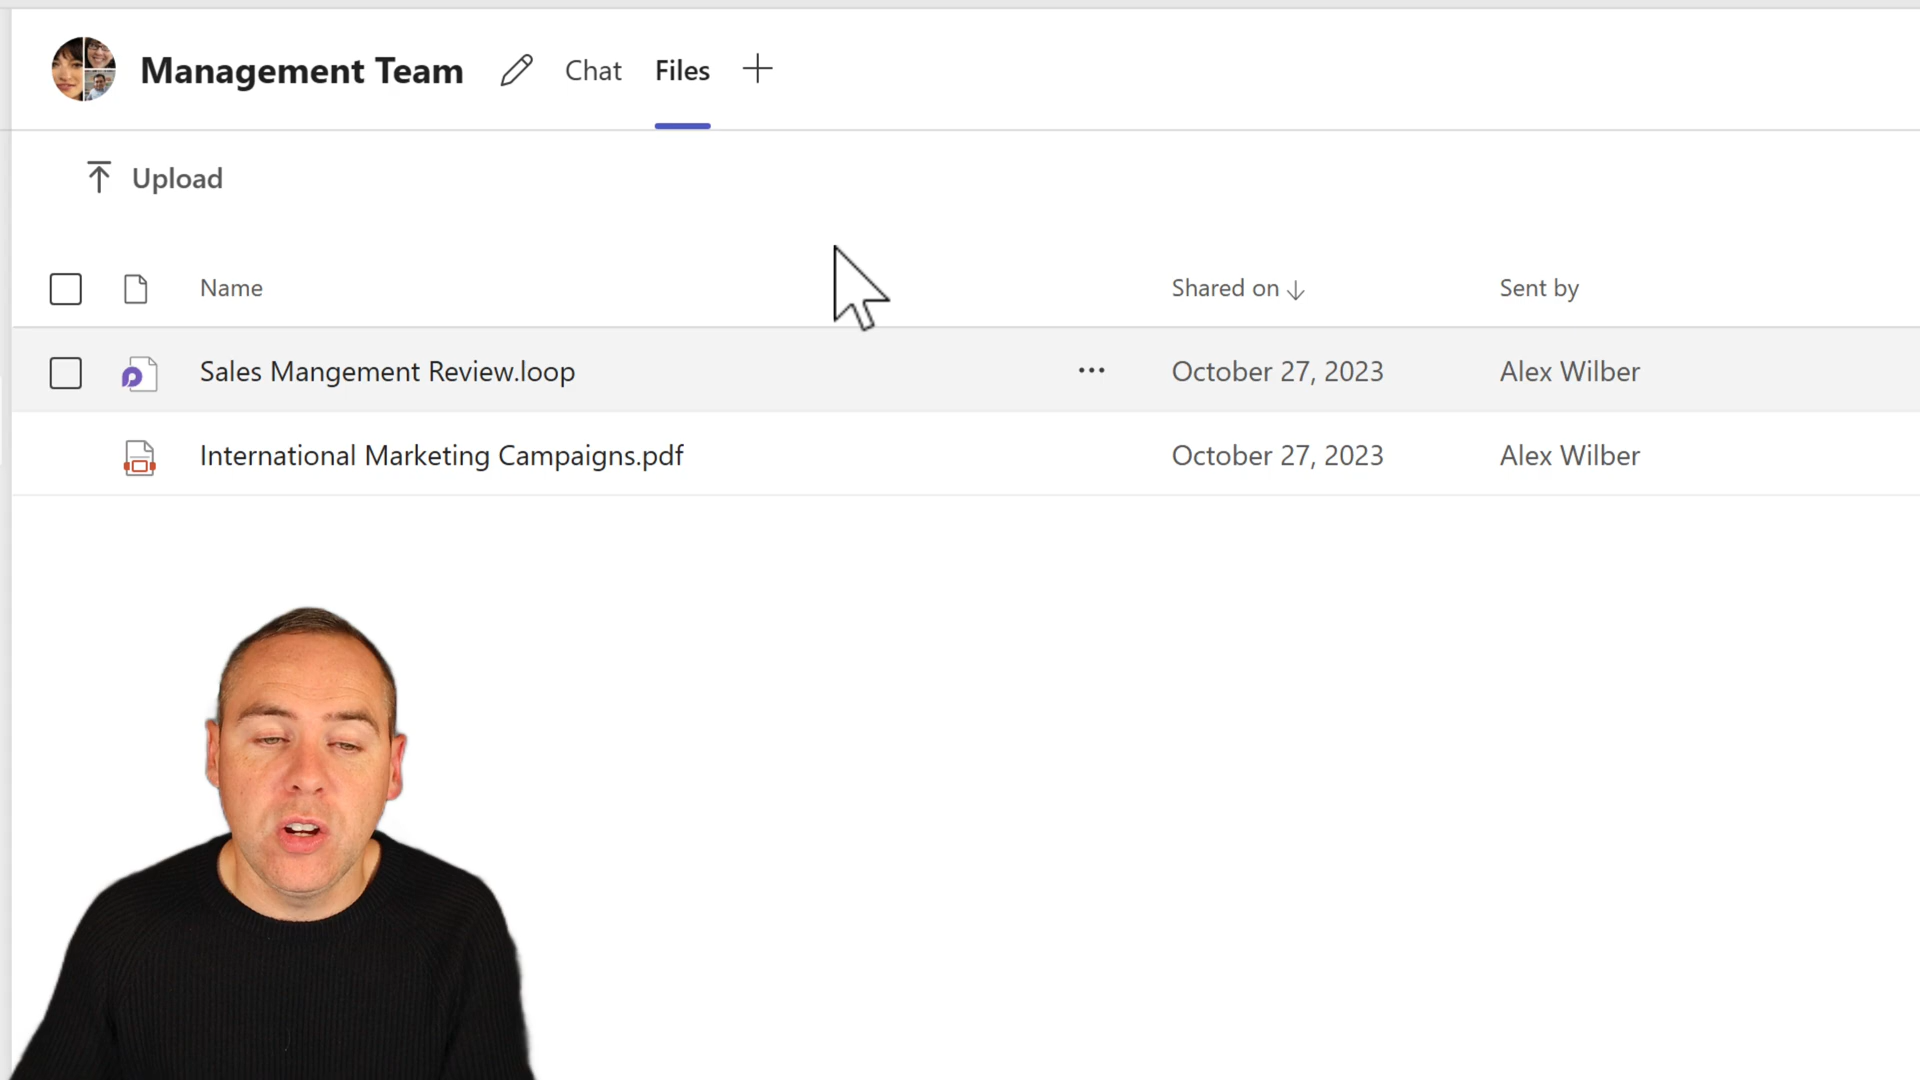 Management Team Chat Files
Upload
Name Shared on Sent by
Sales Mangement Review.loop October 27, 2023 Alex Wilber
International Marketing Campaigns.pdf October 27, 2023 Alex Wilber